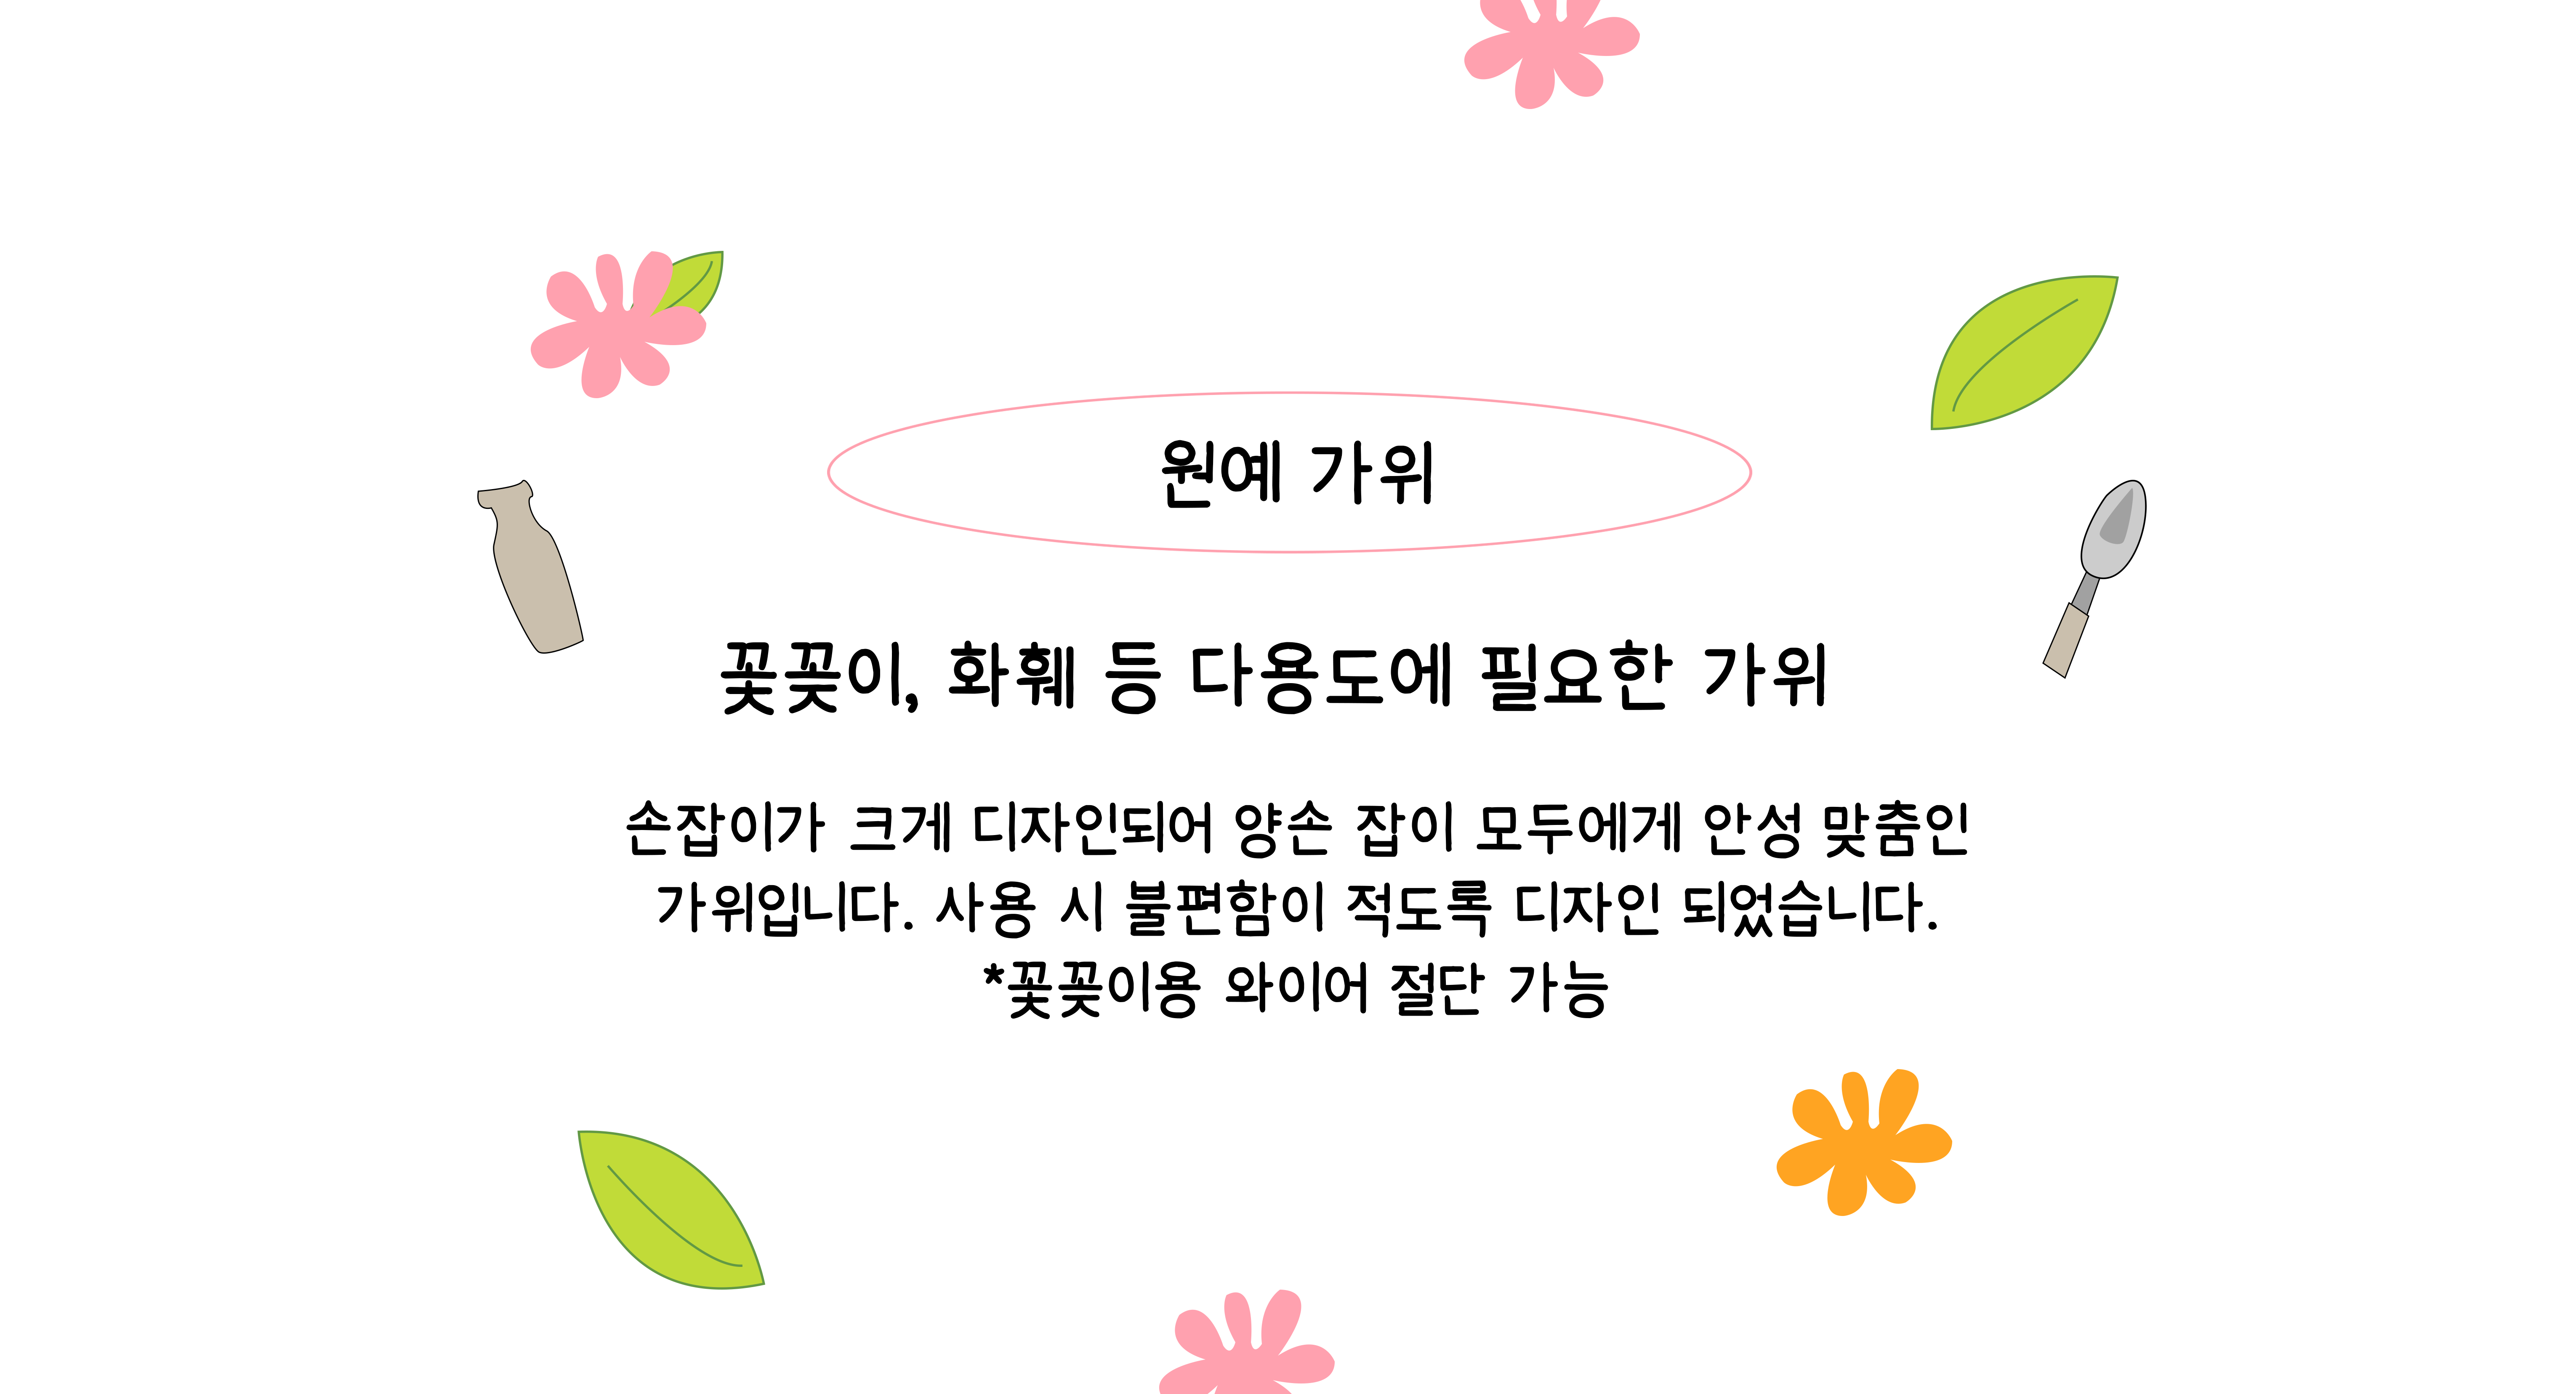 원예 가위
꽃꽂이, 화훼 등 다용도에 필요한 가위
손잡이가 크게 디자인되어 양손 잡이 모두에게 안성 맞춤인
가위입니다. 사용 시 불편함이 적도록 디자인 되었습니다.
*꽃꽂이용 와이어 절단 가능